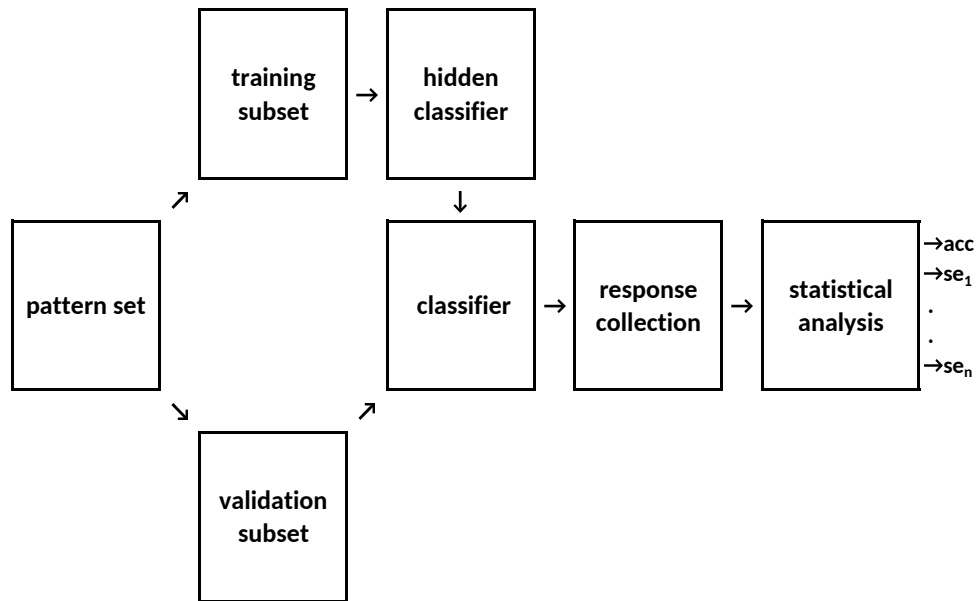 training
subset
→
hidden
classifier
↗
↓
pattern set
classifier
→
response
collection
→
statistical
analysis
→acc
→se₁
.
.
→seₙ
↘
↗
validation
subset